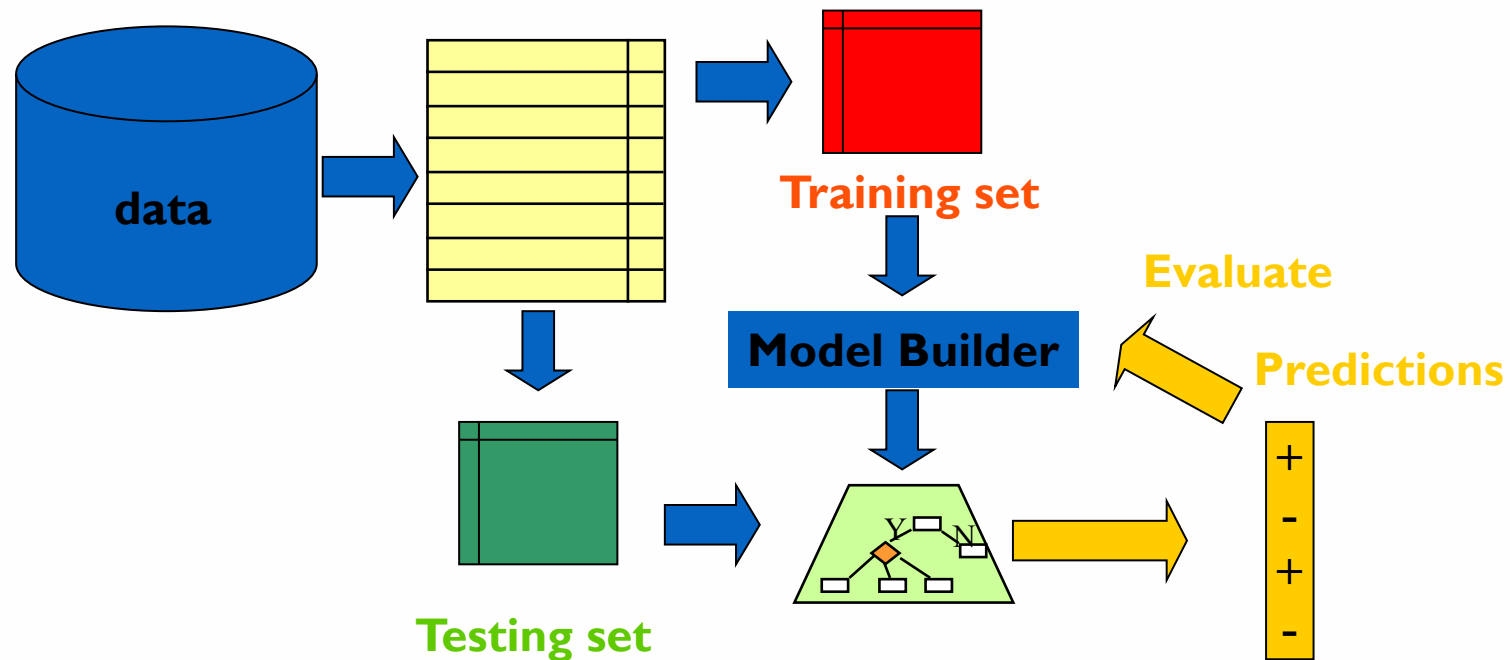 data
Training set
Evaluate
Model Builder
Predictions
Y N
Testing set
+
-
+
-